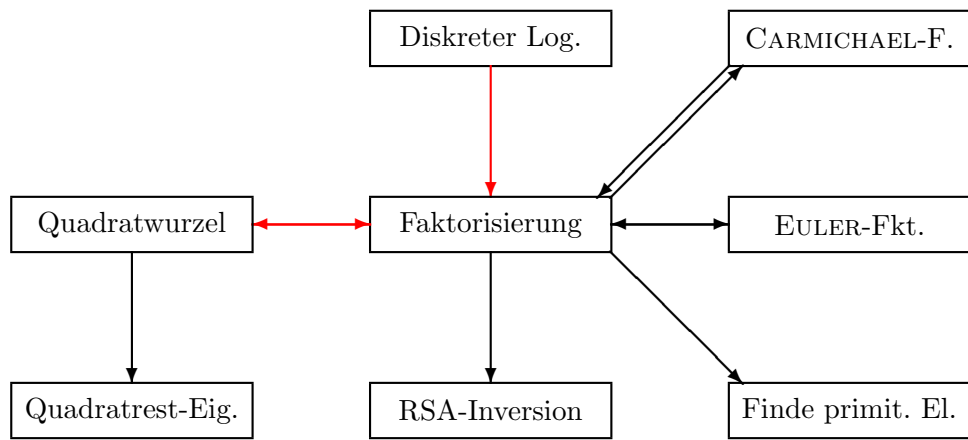 Diskreter Log.
CARMICHAEL-F.
Quadratwurzel
Faktorisierung
EULER-Fkt.
Quadratrest-Eig.
RSA-Inversion
Finde primit. El.